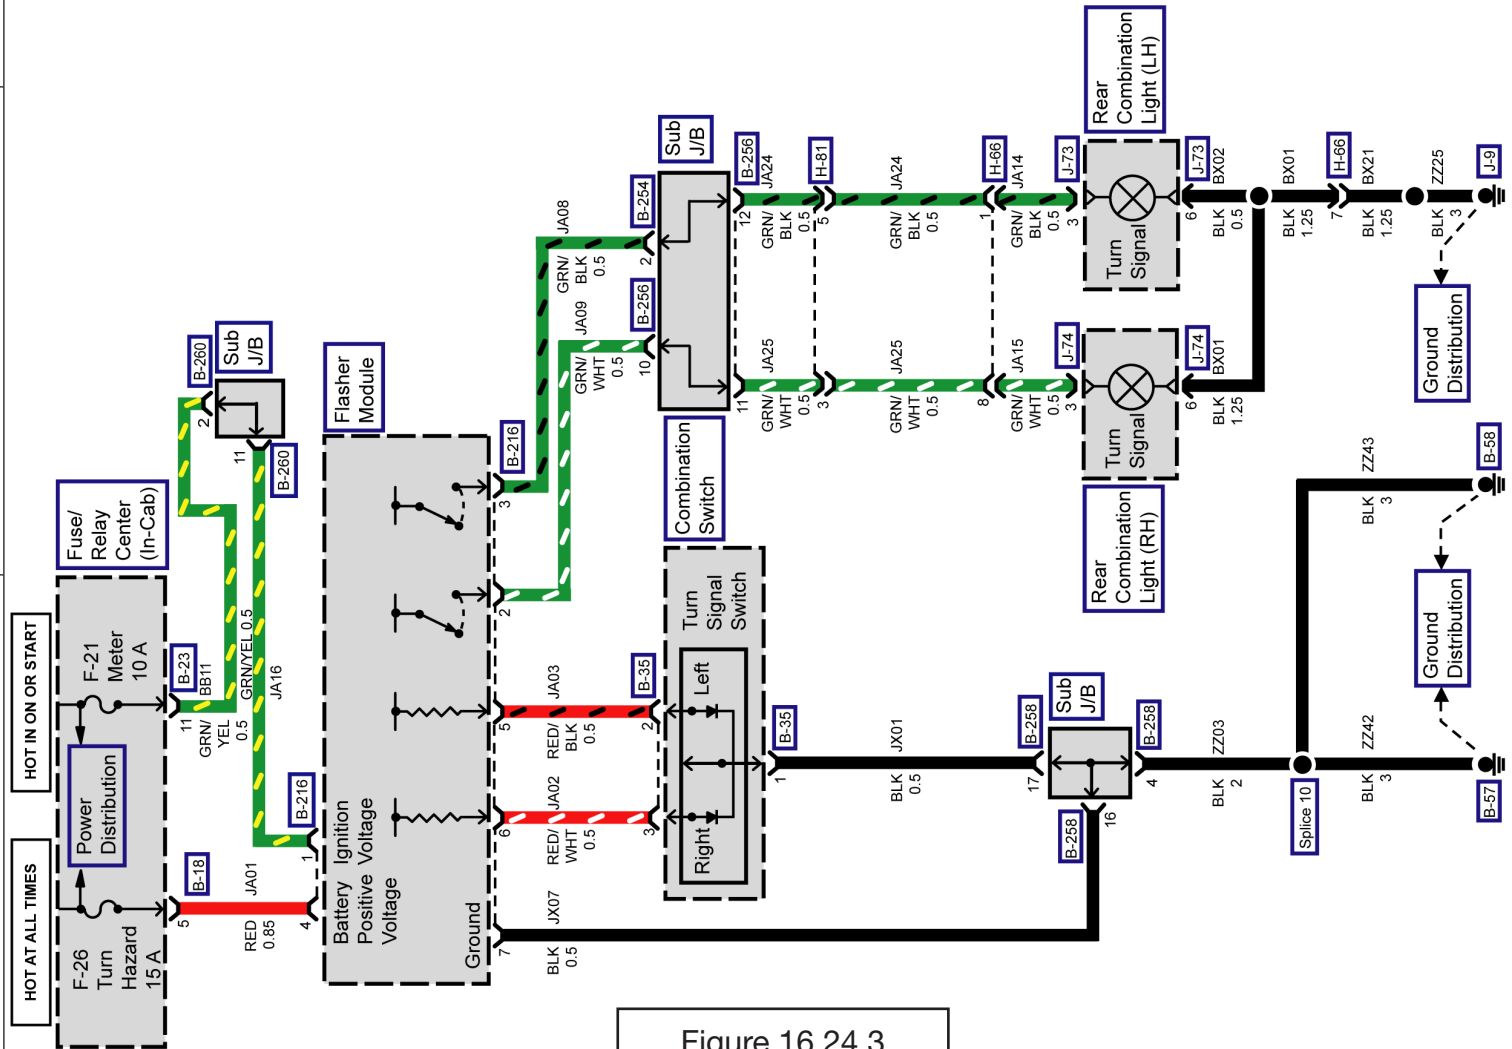 HOT AT ALL TIMES
HOT IN ON OR START
F-26
Turn
Hazard
15 A
Power
Distribution
F-21
Meter
10 A
Fuse/
Relay
Center
(In-Cab)
5
B-18
RED
0.85
JA01
4
11
B-23
GRN/
YEL
0.5
BB11
GRN/YEL 0.5
JA16
B-260
2
Sub
J/B
11
B-260
1
B-216
Flasher
Module
Battery
Positive
Voltage
Ignition
Voltage
Ground
7
6
5
2
3
B-216
BLK
0.5
JX07
RED/
WHT
0.5
JA02
RED/
BLK
0.5
JA03
GRN/
WHT
0.5
JA09
GRN/
BLK
0.5
JA08
3
2
B-35
10
B-256
2
B-254
Combination
Switch
Turn
Signal
Switch
Right
Left
Sub
J/B
1
B-35
11
12
B-256
GRN/
WHT
0.5
JA25
GRN/
BLK
0.5
JA24
3
5
H-81
GRN/
WHT
0.5
JA25
GRN/
BLK
0.5
JA24
8
1
H-66
GRN/
WHT
0.5
JA15
GRN/
BLK
0.5
JA14
3
J-74
3
J-73
BLK
0.5
JX01
17
B-258
Sub
J/B
B-258
16
4
B-258
Rear
Combination
Light (RH)
Turn
Signal
Rear
Combination
Light (LH)
Turn
Signal
6
J-74
BLK
1.25
BX01
6
J-73
BLK
0.5
BX02
BLK
1.25
BX01
7
H-66
BLK
1.25
BX21
BLK
3
ZZ25
J-9
BLK
2
ZZ03
Splice 10
BLK
3
ZZ42
BLK
3
ZZ43
B-57
B-58
Ground
Distribution
Ground
Distribution
Figure 16 24 3